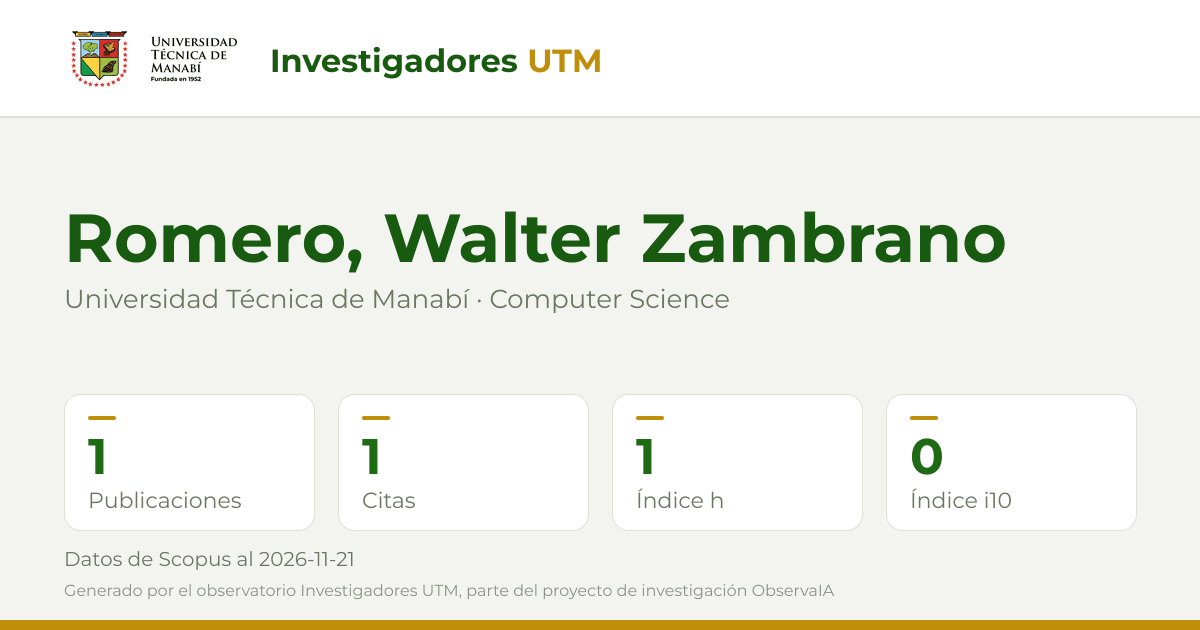 UNIVERSIDAD
TÉCNICA DE
MANABÍ
Fundada en 1952
Investigadores UTM
Romero, Walter Zambrano
Universidad Técnica de Manabí · Computer Science
1
Publicaciones
1
Citas
1
Índice h
0
Índice i10
Datos de Scopus al 2026-11-21
Generado por el observatorio Investigadores UTM, parte del proyecto de investigación ObservaIA